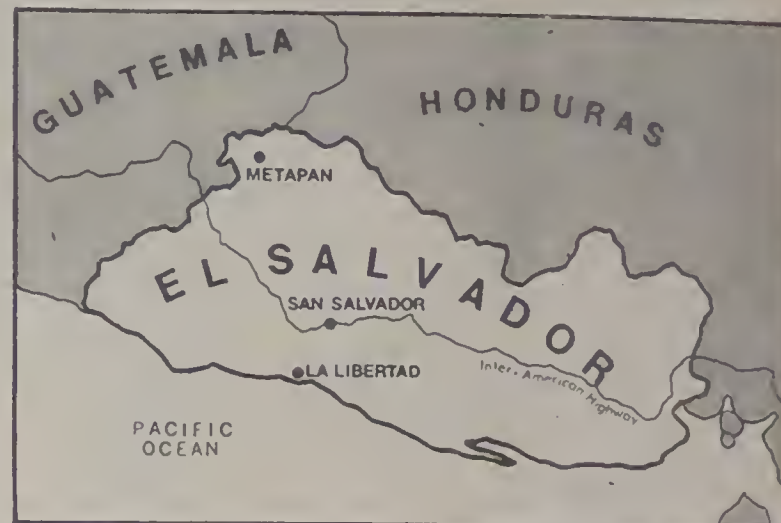 GUATEMALA
HONDURAS
METAPAN
EL SALVADOR
SAN SALVADOR
LA LIBERTAD
Inter-American Highway
PACIFIC
OCEAN